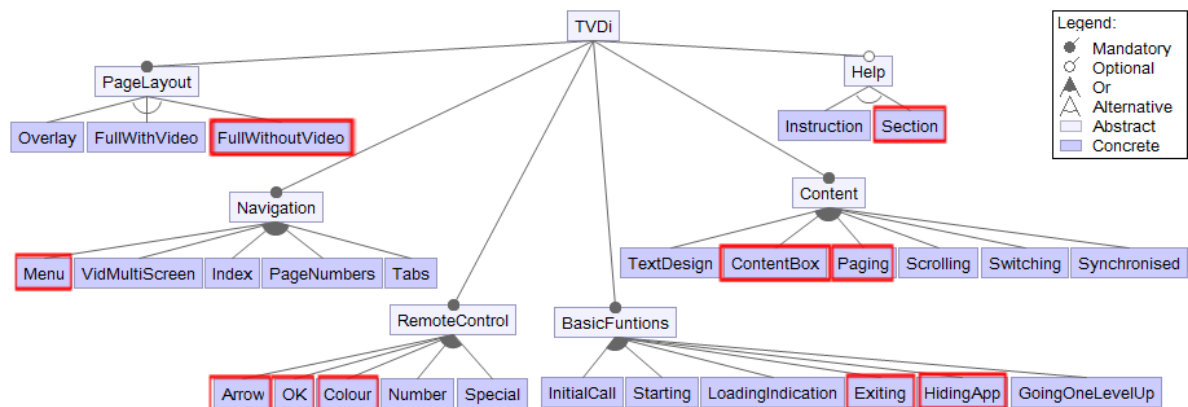 TVDi
Legend:
Mandatory
Optional
Or
Alternative
Abstract
Concrete
PageLayout
Help
Overlay FullWithVideo FullWithoutVideo
Instruction Section
Navigation
Content
Menu VidMultiScreen Index PageNumbers Tabs
TextDesign ContentBox Paging Scrolling Switching Synchronised
RemoteControl
BasicFuntions
Arrow OK Colour Number Special
InitialCall Starting LoadingIndication Exiting HidingApp GoingOneLevelUp